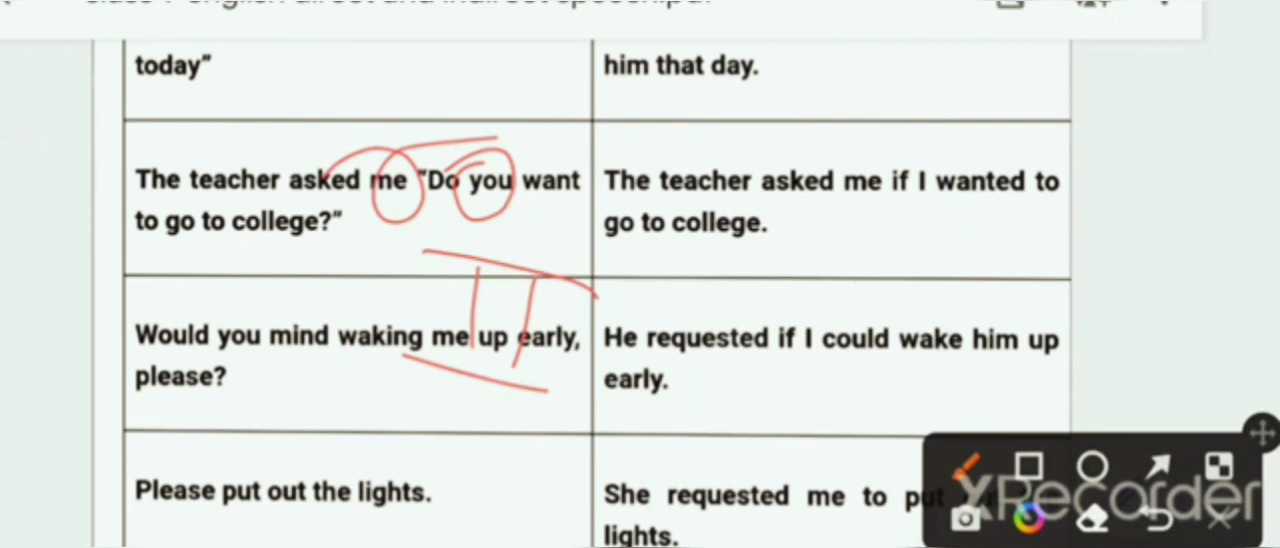 today”
him that day.
The teacher asked me “Do you want
to go to college?”
The teacher asked me if I wanted to
go to college.
Would you mind waking me up early,
please?
He requested if I could wake him up
early.
Please put out the lights.
She requested me to put
lights.
XRecorder